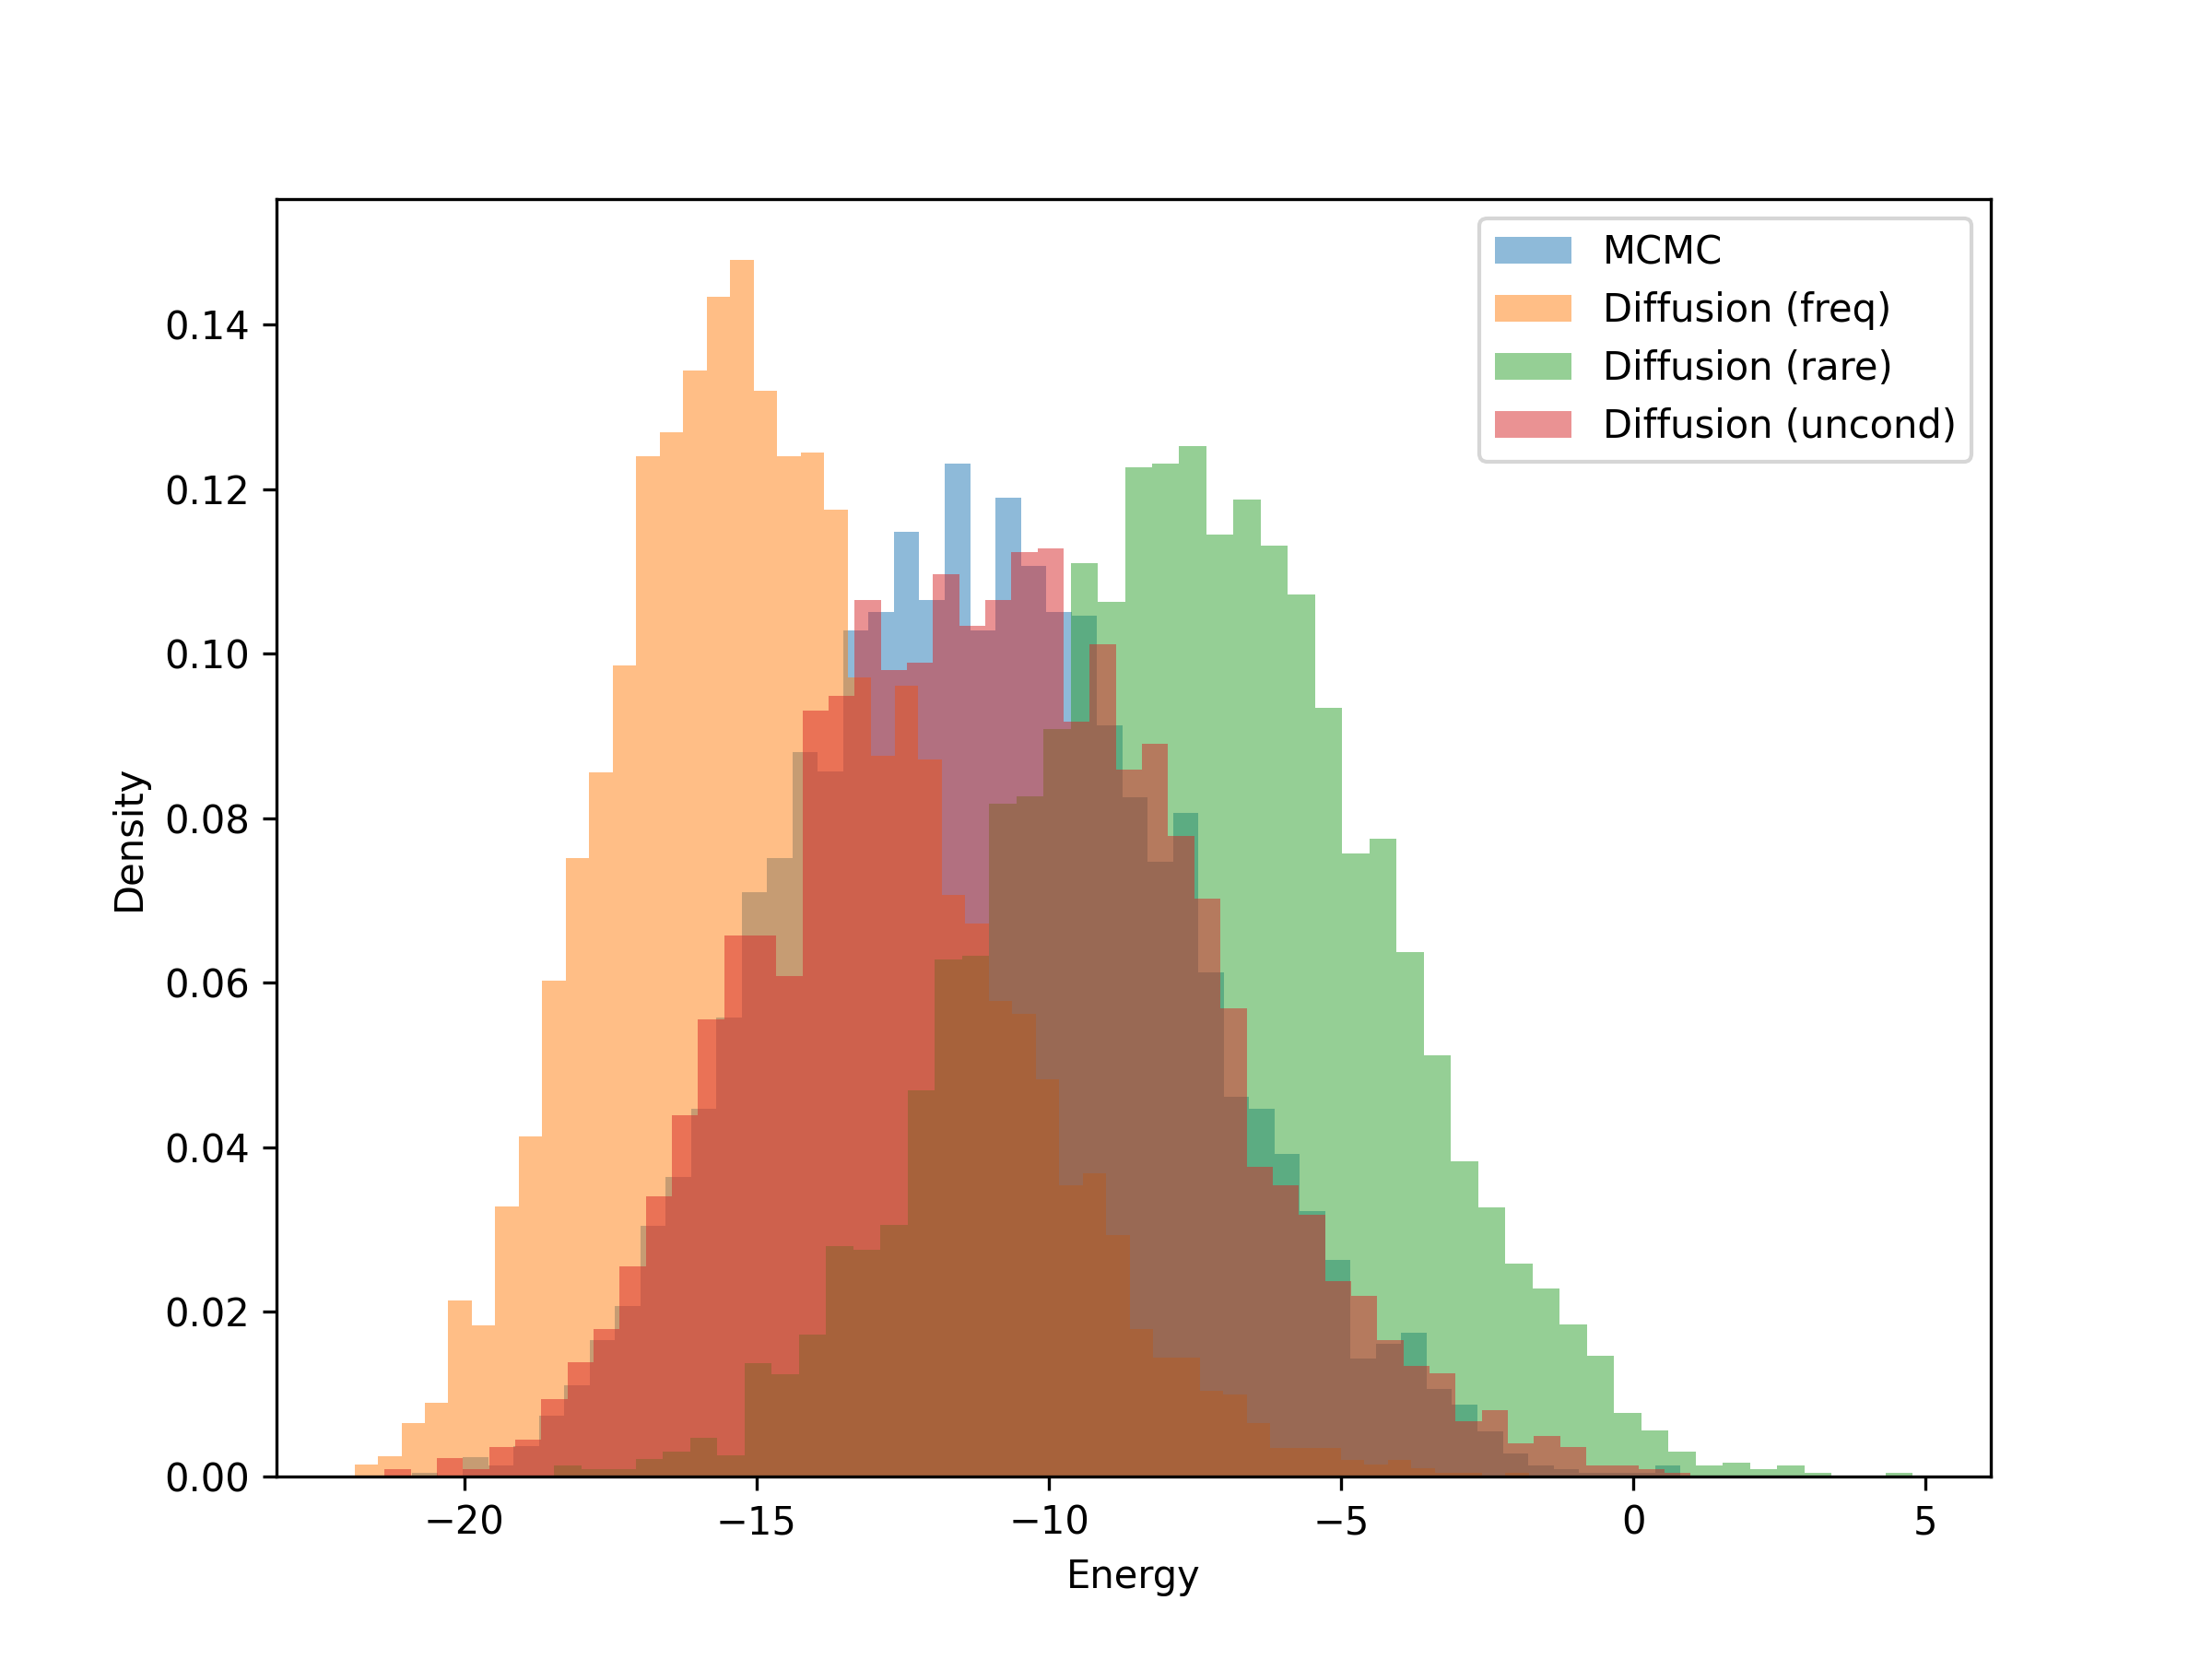 MCMC
Diffusion (freq)
Diffusion (rare)
Diffusion (uncond)
0.14
0.12
0.10
0.08
0.06
0.04
0.02
0.00
Density
−20 −15 −10 −5 0 5
Energy